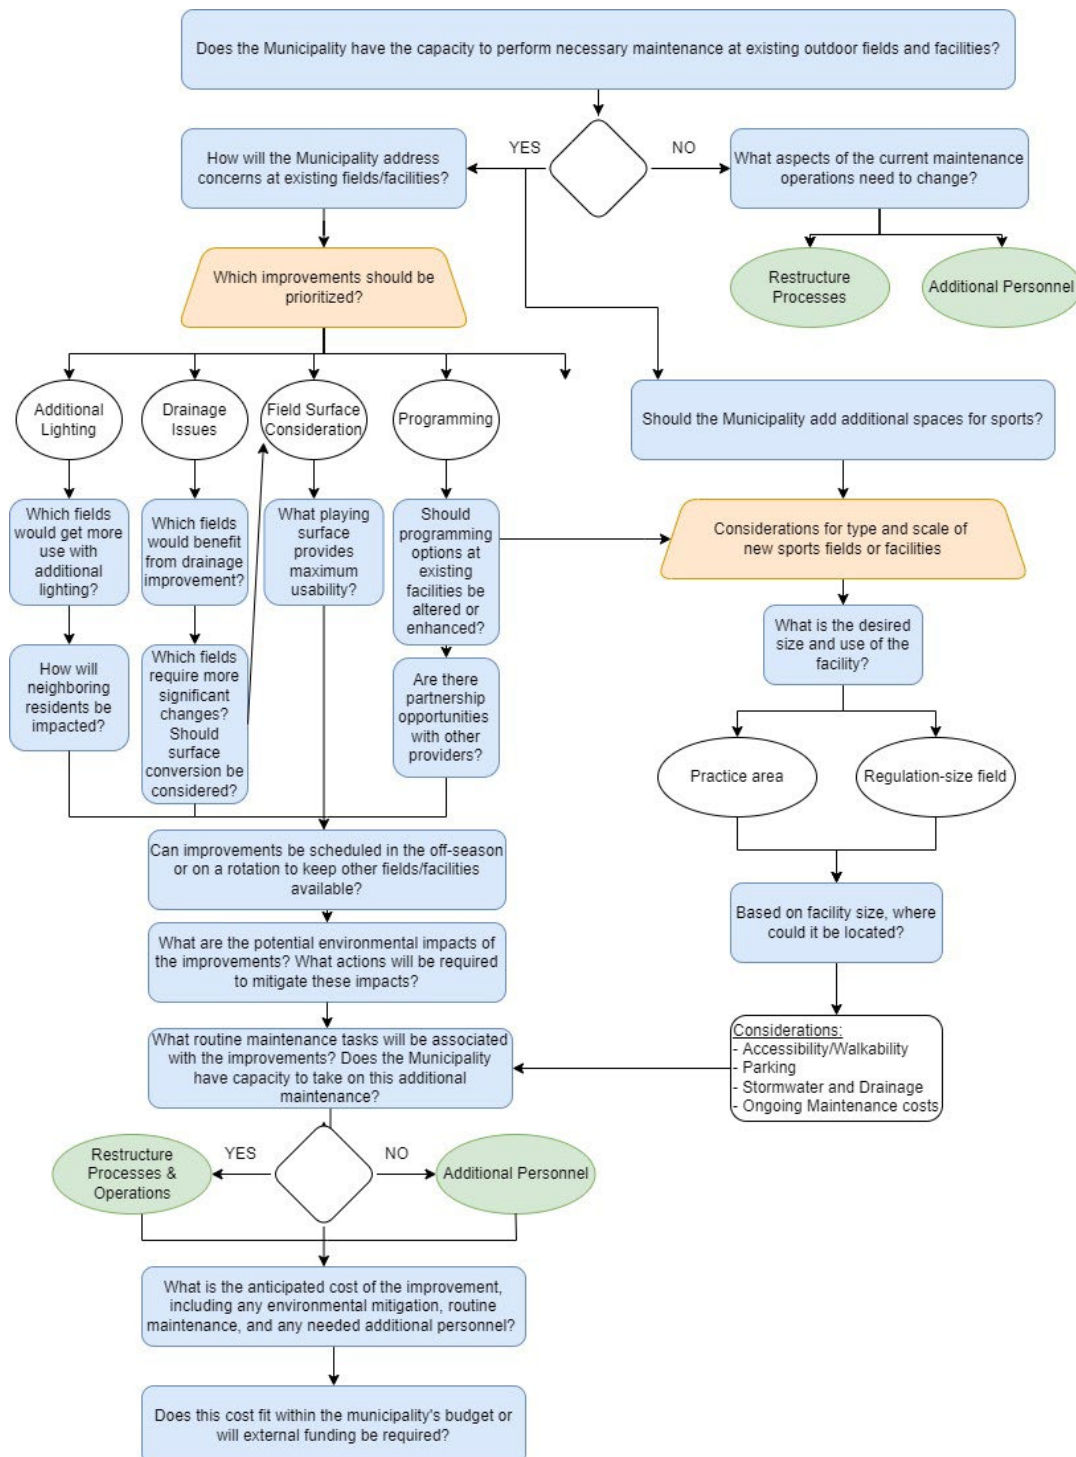 Does the Municipality have the capacity to perform necessary maintenance at existing outdoor fields and facilities?
YES
NO
How will the Municipality address
concerns at existing fields/facilities?
What aspects of the current maintenance
operations need to change?
Which improvements should be
prioritized?
Restructure
Processes
Additional Personnel
Additional
Lighting
Drainage
Issues
Field Surface
Consideration
Programming
Should the Municipality add additional spaces for sports?
Which fields
would get more
use with
additional
lighting?
Which fields
would benefit
from drainage
improvement?
What playing
surface
provides
maximum
usability?
Should
programming
options at
existing
facilities be
altered or
enhanced?
Considerations for type and scale of
new sports fields or facilities
What is the desired
size and use of the
facility?
How will
neighboring
residents be
impacted?
Which fields
require more
significant
changes?
Should
surface
conversion be
considered?
Are there
partnership
opportunities
with other
providers?
Practice area
Regulation-size field
Can improvements be scheduled in the off-season
or on a rotation to keep other fields/facilities
available?
Based on facility size, where
could it be located?
What are the potential environmental impacts of
the improvements? What actions will be required
to mitigate these impacts?
What routine maintenance tasks will be associated
with the improvements? Does the Municipality
have capacity to take on this additional
maintenance?
Considerations:
- Accessibility/Walkability
- Parking
- Stormwater and Drainage
- Ongoing Maintenance costs
Restructure
Processes &
Operations
YES
NO
Additional Personnel
What is the anticipated cost of the improvement,
including any environmental mitigation, routine
maintenance, and any needed additional personnel?
Does this cost fit within the municipality's budget or
will external funding be required?